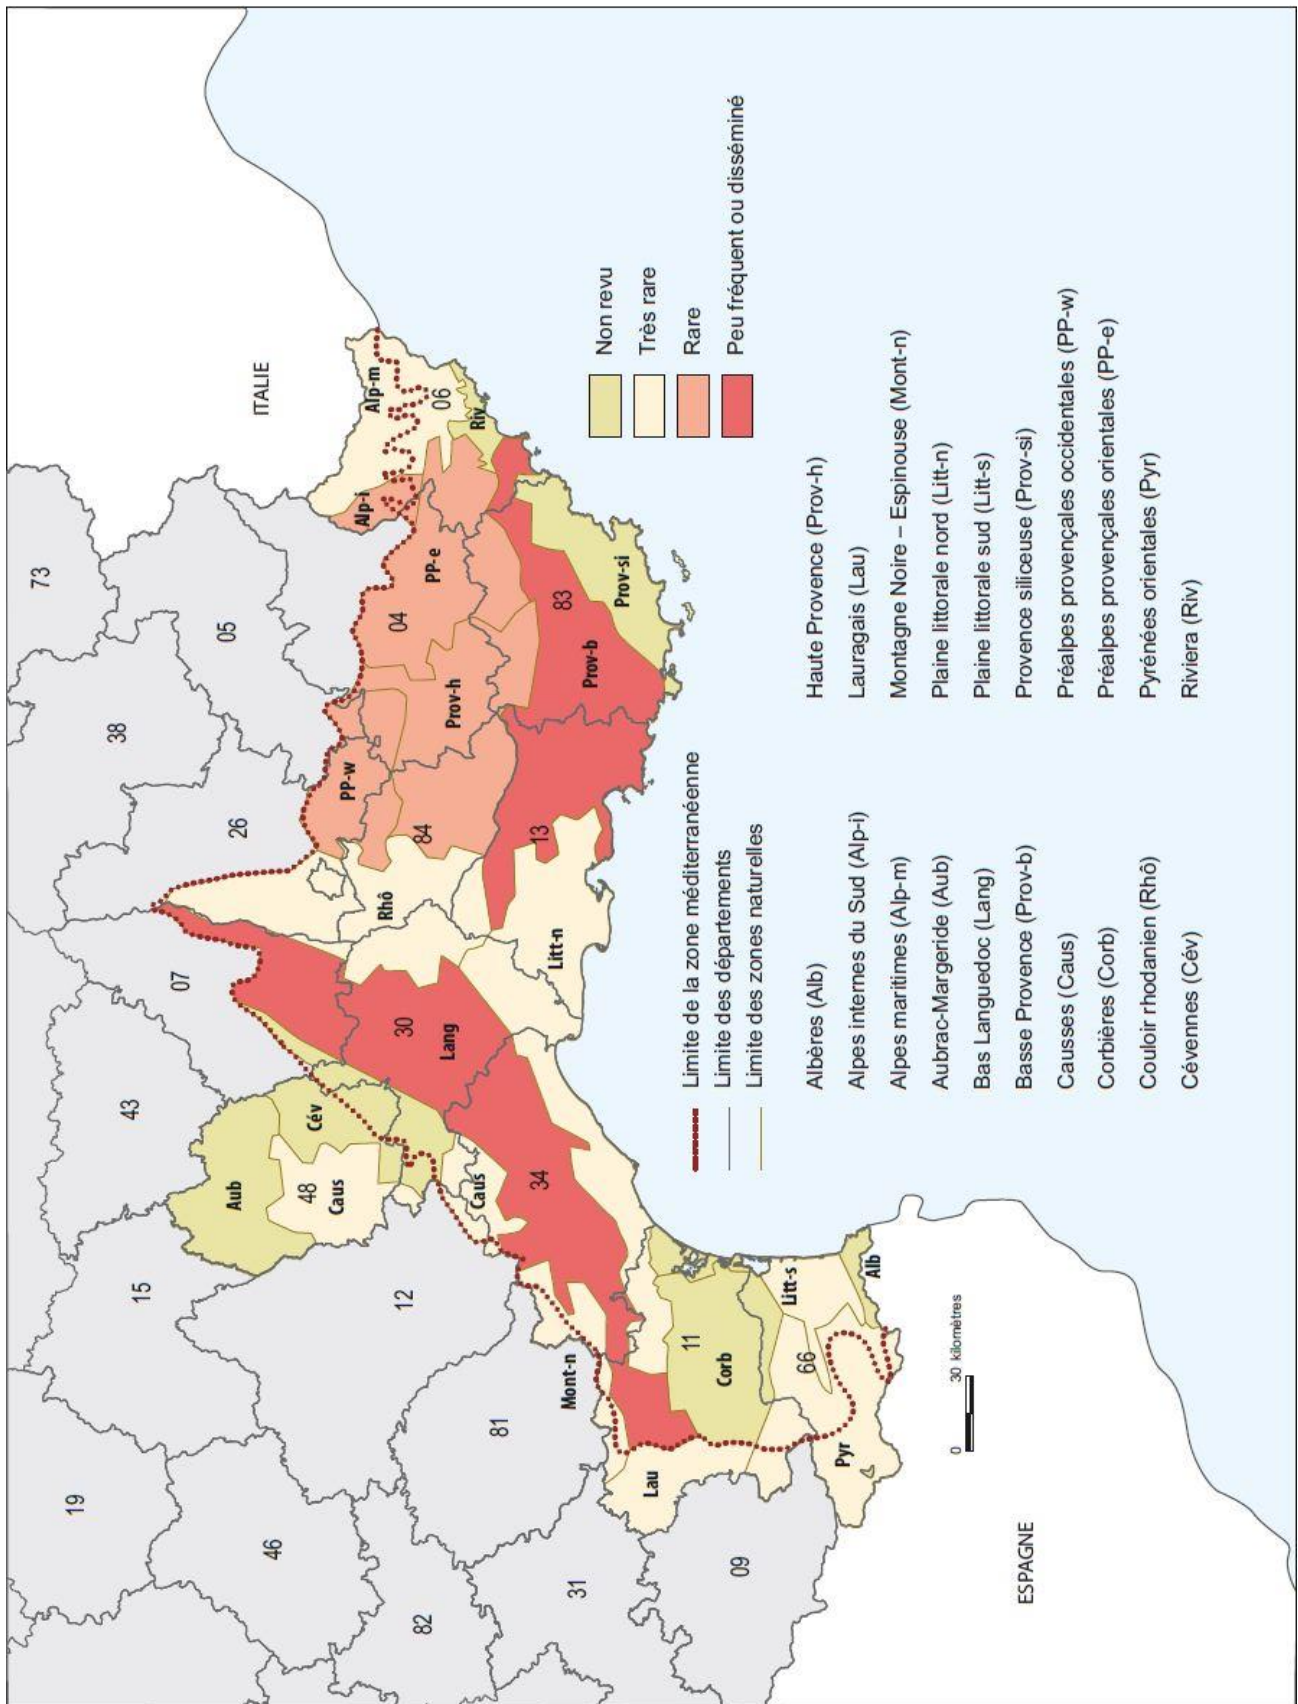 73
38
05
26
07
43
15
19
46
12
81
82
31
09
ITALIE
Alp-m
06
Riv
Alp-i
PP-e
04
PP-w
Prov-h
84
83
Prov-b
Prov-si
13
Rhô
Litt-n
30
Lang
Cév
Aub
48
Caus
Caus
34
Mont-n
11
Corb
Lau
Litt-s
Alb
66
Pyr
ESPAGNE
0 30 kilomètres
Non revu
Très rare
Rare
Peu fréquent ou disséminé
Limite de la zone méditerranéenne
Limite des départements
Limite des zones naturelles
Albères (Alb)
Alpes internes du Sud (Alp-i)
Alpes maritimes (Alp-m)
Aubrac-Margeride (Aub)
Bas Languedoc (Lang)
Basse Provence (Prov-b)
Causses (Caus)
Corbières (Corb)
Couloir rhodanien (Rhô)
Cévennes (Cév)
Haute Provence (Prov-h)
Lauragais (Lau)
Montagne Noire – Espinouse (Mont-n)
Plaine littorale nord (Litt-n)
Plaine littorale sud (Litt-s)
Provence siliceuse (Prov-si)
Préalpes provençales occidentales (PP-w)
Préalpes provençales orientales (PP-e)
Pyrénées orientales (Pyr)
Riviera (Riv)